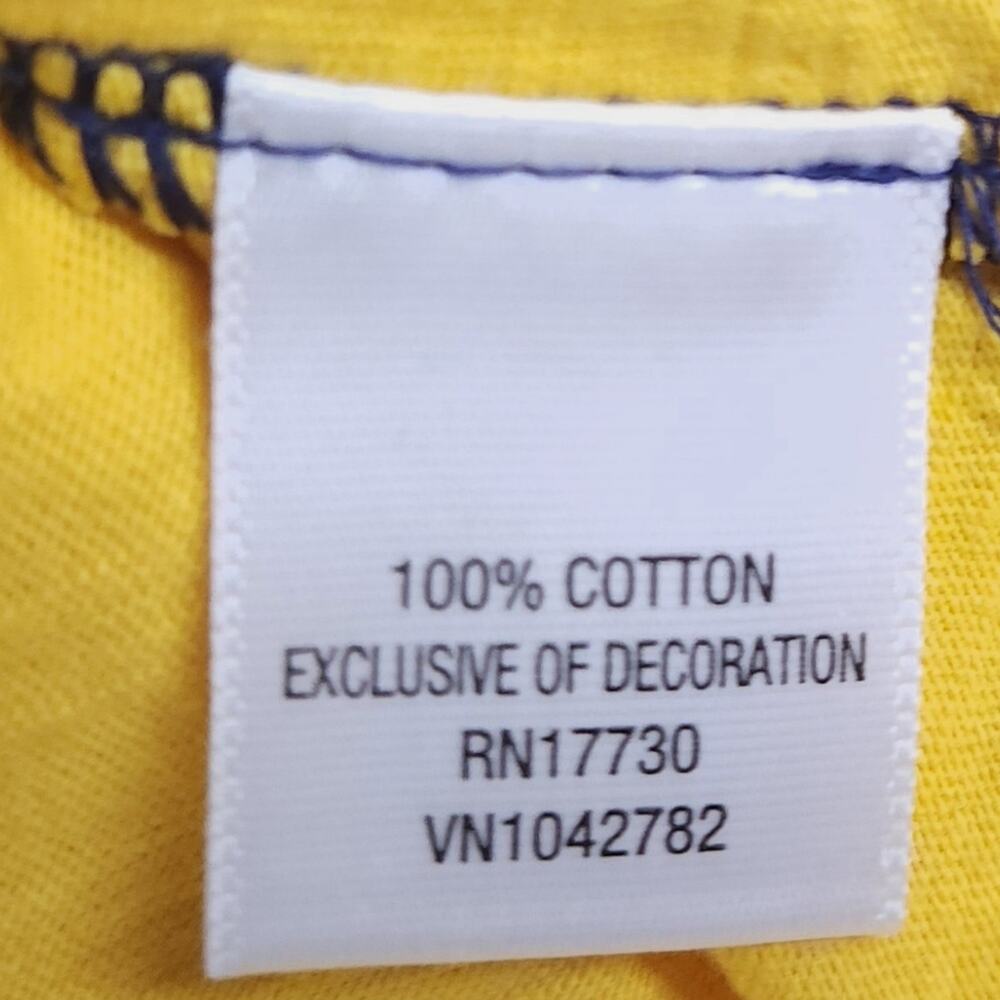 100% COTTON
EXCLUSIVE OF DECORATION
RN17730
VN1042782